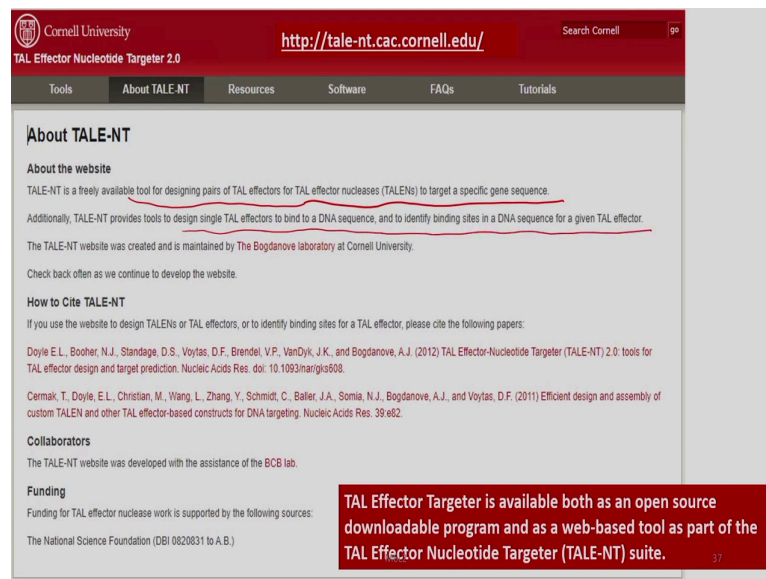 Cornell University
http://tale-nt.cac.cornell.edu/
Search Cornell
go
TAL Effector Nucleotide Targeter 2.0
Tools About TALE-NT Resources Software FAQs Tutorials
About TALE-NT
About the website
TALE-NT is a freely available tool for designing pairs of TAL effectors for TAL effector nucleases (TALENs) to target a specific gene sequence.
Additionally, TALE-NT provides tools to design single TAL effectors to bind to a DNA sequence, and to identify binding sites in a DNA sequence for a given TAL effector.
The TALE-NT website was created and is maintained by The Bogdanove laboratory at Cornell University.
Check back often as we continue to develop the website.
How to Cite TALE-NT
If you use the website to design TALENs or TAL effectors, or to identify binding sites for a TAL effector, please cite the following papers:
Doyle E.L., Booher, N.J., Standage, D.S., Voytas, D.F., Brendel, V.P., VanDyk, J.K., and Bogdanove, A.J. (2012) TAL Effector-Nucleotide Targeter (TALE-NT) 2.0: tools for
TAL effector design and target prediction. Nucleic Acids Res. doi: 10.1093/nar/gks608.
Cermak, T., Doyle, E.L., Christian, M., Wang, L., Zhang, Y., Schmidt, C., Baller, J.A., Somia, N.J., Bogdanove, A.J., and Voytas, D.F. (2011) Efficient design and assembly of
custom TALEN and other TAL effector-based constructs for DNA targeting. Nucleic Acids Res. 39:e82.
Collaborators
The TALE-NT website was developed with the assistance of the BCB lab.
Funding
Funding for TAL effector nuclease work is supported by the following sources:
The National Science Foundation (DBI 0820831 to A.B.)
TAL Effector Targeter is available both as an open source
downloadable program and as a web-based tool as part of the
TAL Effector Nucleotide Targeter (TALE-NT) suite.
37